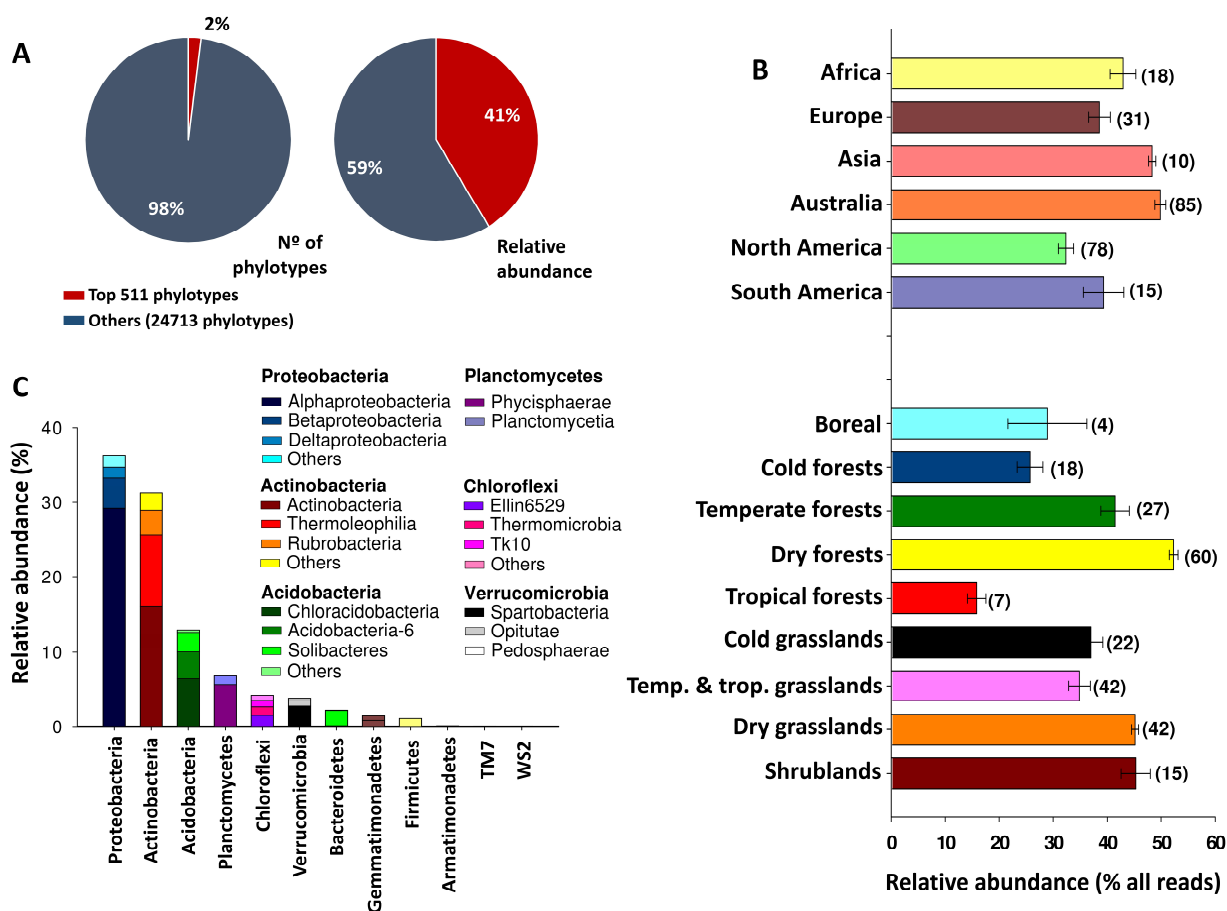 A
2%
98%
Nº of
phylotypes
41%
59%
Relative
abundance
Top 511 phylotypes
Others (24713 phylotypes)
B
Africa (18)
Europe (31)
Asia (10)
Australia (85)
North America (78)
South America (15)
Boreal (4)
Cold forests (18)
Temperate forests (27)
Dry forests (60)
Tropical forests (7)
Cold grasslands (22)
Temp. & trop. grasslands (42)
Dry grasslands (42)
Shrublands (15)
0 10 20 30 40 50 60
Relative abundance (% all reads)
C
Relative abundance (%)
40
30
20
10
0
Proteobacteria
Alphaproteobacteria
Betaproteobacteria
Deltaproteobacteria
Others
Actinobacteria
Actinobacteria
Thermoleophilia
Rubrobacteria
Others
Acidobacteria
Chloracidobacteria
Acidobacteria-6
Solibacteres
Others
Planctomycetes
Phycisphaerae
Planctomycetia
Chloroflexi
Ellin6529
Thermomicrobia
Tk10
Others
Verrucomicrobia
Spartobacteria
Opitutae
Pedosphaerae
Proteobacteria
Actinobacteria
Acidobacteria
Planctomycetes
Chloroflexi
Verrucomicrobia
Bacteroidetes
Gemmatimonadetes
Firmicutes
Armatimonadetes
TM7
WS2